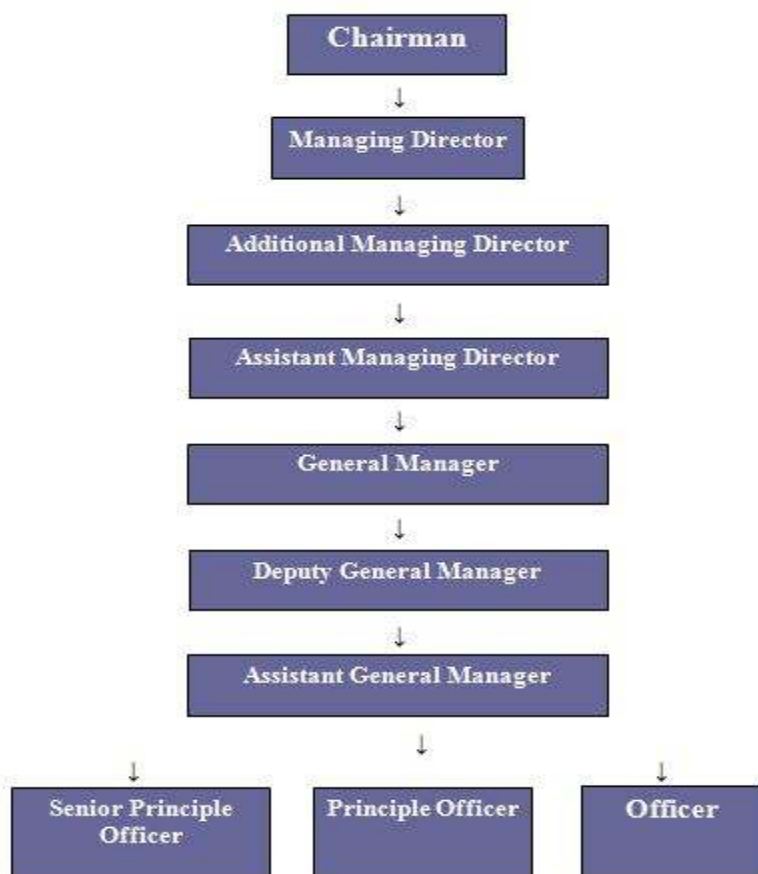 Chairman
Managing Director
Additional Managing Director
Assistant Managing Director
General Manager
Deputy General Manager
Assistant General Manager
Senior Principle
Officer
Principle Officer
Officer